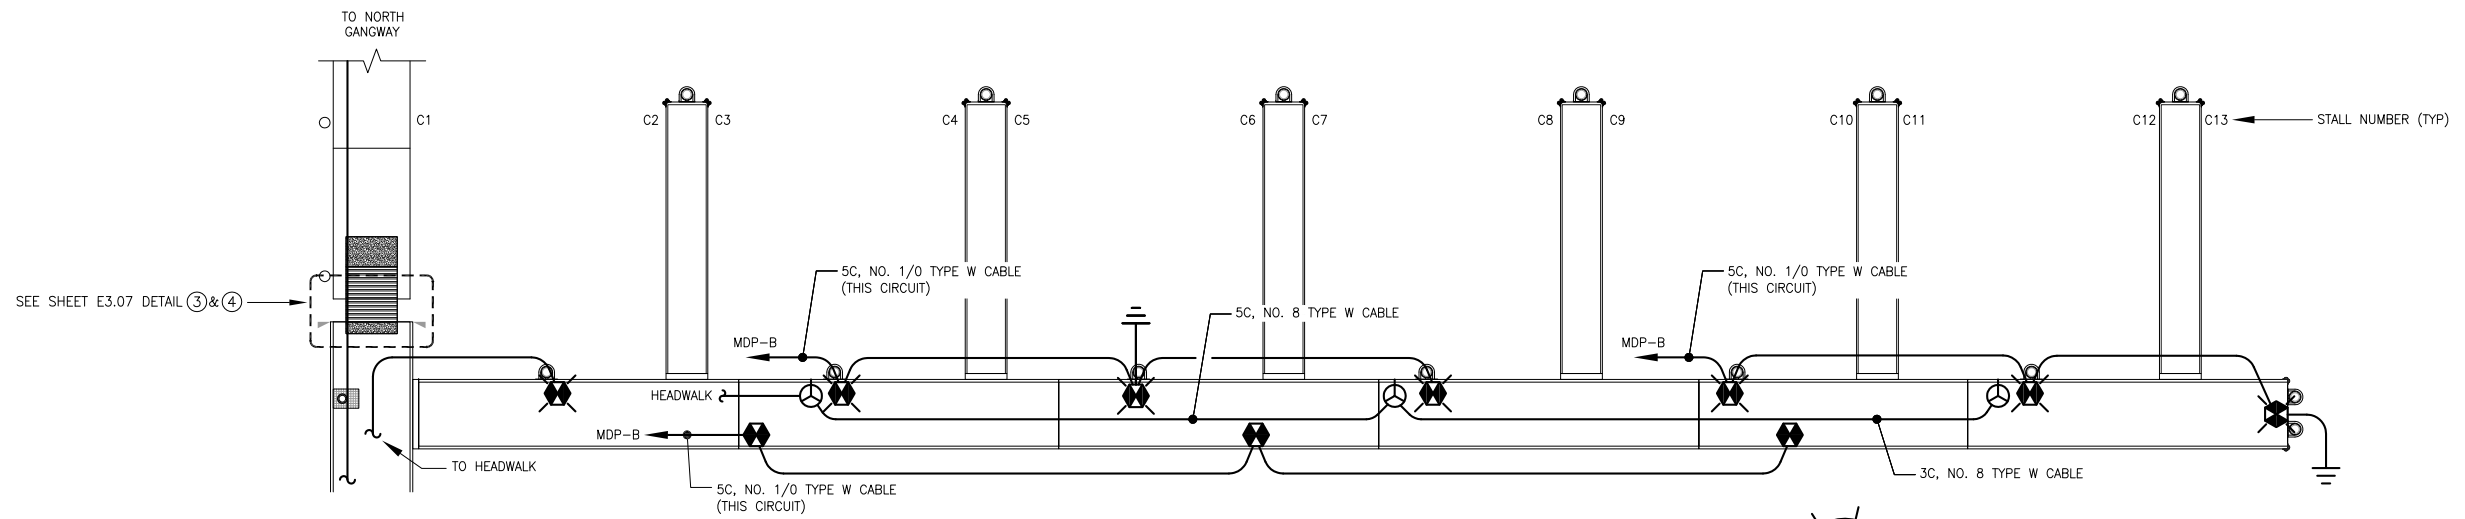 TO NORTH
GANGWAY
C1
C2
C3
C4
C5
C6
C7
C8
C9
C10
C11
C12
C13
STALL NUMBER (TYP)
5C, NO. 1/0 TYPE W CABLE
(THIS CIRCUIT)
5C, NO. 1/0 TYPE W CABLE
(THIS CIRCUIT)
SEE SHEET E3.07 DETAIL 3 & 4
5C, NO. 8 TYPE W CABLE
MDP-B
MDP-B
HEADWALK
MDP-B
TO HEADWALK
3C, NO. 8 TYPE W CABLE
5C, NO. 1/0 TYPE W CABLE
(THIS CIRCUIT)